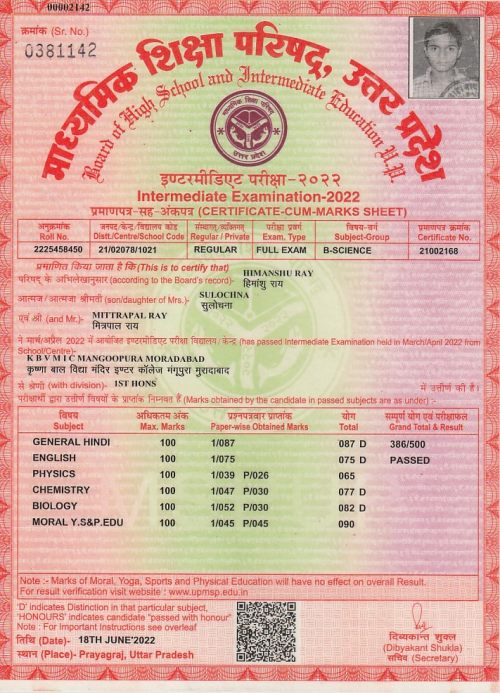 00002142
क्रमांक (Sr. No.)
0381142
माध्यमिक शिक्षा परिषद्, उत्तर प्रदेश
Board of High School and Intermediate Education U.P.
माध्यमिक शिक्षा परिषद्
उत्तर प्रदेश
इण्टरमीडिएट परीक्षा-२०२२
Intermediate Examination-2022
प्रमाणपत्र-सह-अंकपत्र (CERTIFICATE-CUM-MARKS SHEET)
अनुक्रमांक जनपद/केन्द्र/विद्यालय कोड संस्थागत/व्यक्तिगत परीक्षा प्रवर्ग विषय-वर्ग प्रमाणपत्र क्रमांक
Roll No. Distt./Centre/School Code Regular / Private Exam. Type Subject-Group Certificate No.
2225458450 21/02078/1021 REGULAR FULL EXAM B-SCIENCE 21002168
प्रमाणित किया जाता है कि (This is to certify that)
HIMANSHU RAY
परिषद् के अभिलेखानुसार (according to the Board's record)- हिमांशु राय
SULOCHNA
आत्मज/आत्मजा श्रीमती (son/daughter of Mrs.)- सुलोचना
MITTRAPAL RAY
एवं श्री (and Mr.)- मित्रपाल राय
ने मार्च/अप्रैल 2022 में आयोजित इण्टरमीडिएट परीक्षा विद्यालय/केन्द्र (has passed Intermediate Examination held in March/April 2022 from
School/Centre)-
K B V M I C MANGOOPURA MORADABAD
कृष्णा बाल विद्या मंदिर इण्टर कॉलेज मंगूपुरा मुरादाबाद
से श्रेणी (with division)- 1ST HONS में उत्तीर्ण की है।
परीक्षार्थी द्वारा उत्तीर्ण विषयों के प्राप्तांक निम्नवत हैं (Marks obtained by the candidate in passed subjects are as under) :-
विषय अधिकतम अंक प्रश्नपत्रवार प्राप्तांक योग सम्पूर्ण योग एवं परीक्षाफल
Subject Max. Marks Paper-wise Obtained Marks Total Grand Total & Result
GENERAL HINDI 100 1/087 087 D 386/500
ENGLISH 100 1/075 075 D PASSED
PHYSICS 100 1/039 P/026 065
CHEMISTRY 100 1/047 P/030 077 D
BIOLOGY 100 1/052 P/030 082 D
MORAL Y.S&P.EDU 100 1/045 P/045 090
Note :- Marks of Moral, Yoga, Sports and Physical Education will have no effect on overall Result.
For result verification website : www.upmsp.edu.in
'D' indicates Distinction in that particular subject,
'HONOURS' indicates candidate "passed with honour"
Note : For Important Instructions see overleaf
तिथि (Date)- 18TH JUNE'2022
स्थान (Place)- Prayagraj, Uttar Pradesh
दिव्यकान्त शुक्ल
(Dibyakant Shukla)
सचिव (Secretary)